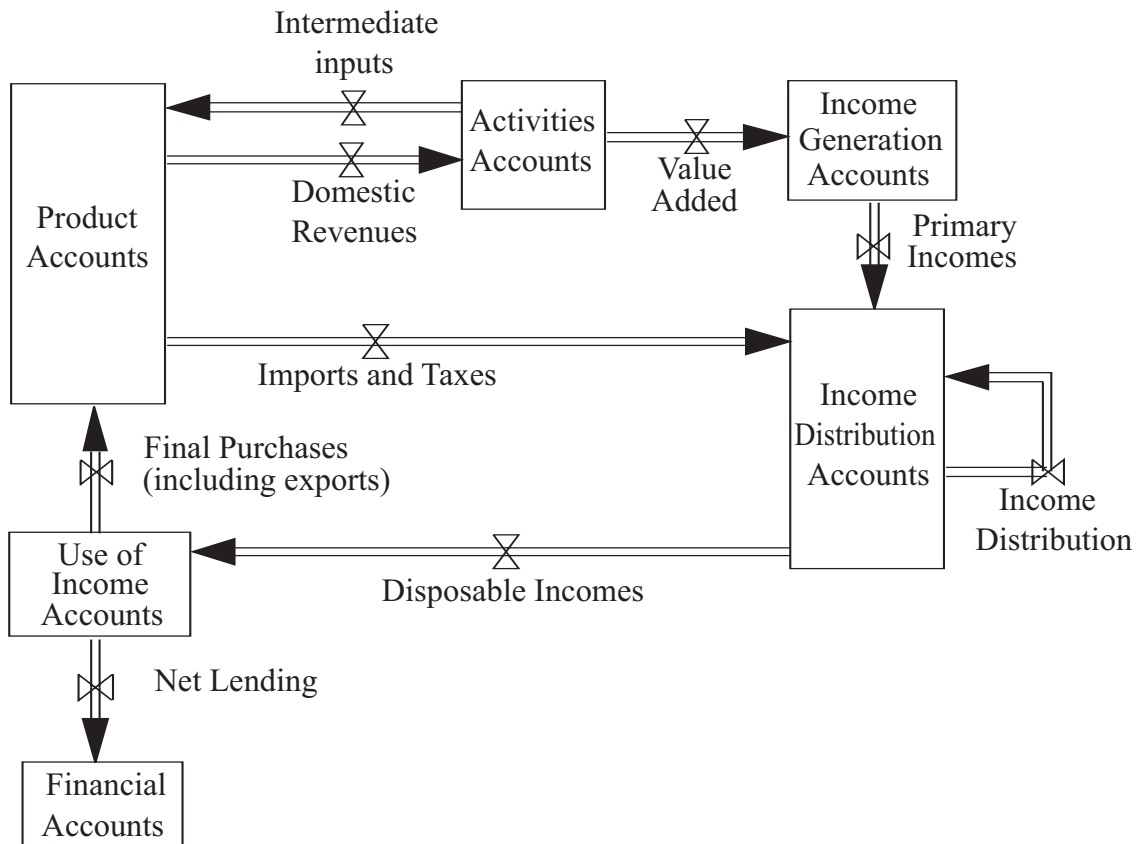 Intermediate
inputs
Activities
Accounts
Income
Generation
Accounts
Value
Added
Domestic
Revenues
Product
Accounts
Primary
Incomes
Imports and Taxes
Income
Distribution
Accounts
Final Purchases
(including exports)
Income
Distribution
Use of
Income
Accounts
Disposable Incomes
Net Lending
Financial
Accounts